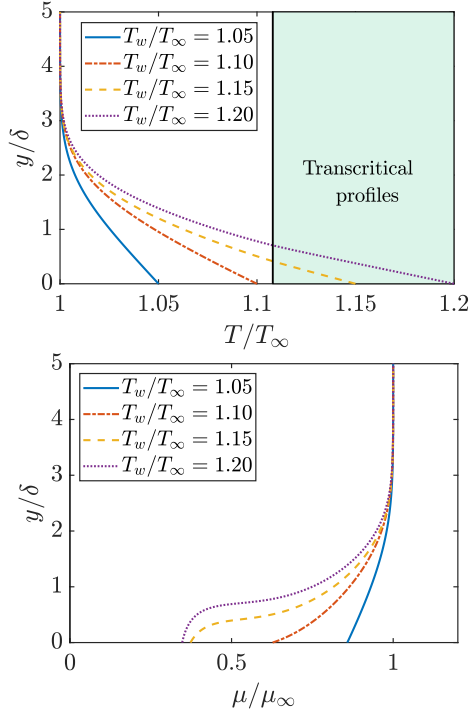 5
4
3
2
1
0
y/δ
T_w/T_∞ = 1.05
T_w/T_∞ = 1.10
T_w/T_∞ = 1.15
T_w/T_∞ = 1.20
Transcritical
profiles
1 1.05 1.1 1.15 1.2
T/T_∞
5
4
3
2
1
0
y/δ
T_w/T_∞ = 1.05
T_w/T_∞ = 1.10
T_w/T_∞ = 1.15
T_w/T_∞ = 1.20
0 0.5 1
μ/μ_∞